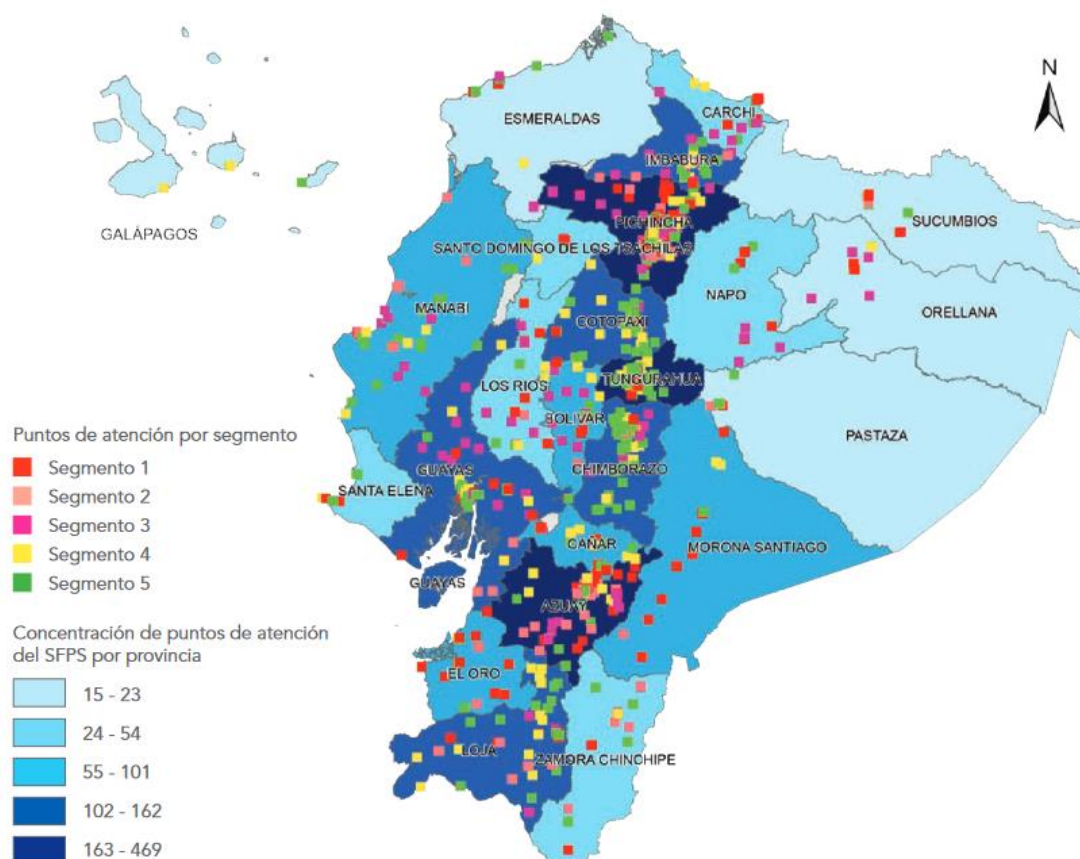 N
ESMERALDAS
CARCHI
IMBABURA
GALÁPAGOS
PICHINCHA
SUCUMBIOS
SANTO DOMINGO DE LOS TSACHILAS
NAPO
ORELLANA
MANABI
COTOPAXI
TUNGURAHUA
LOS RIOS
BOLIVAR
PASTAZA
CHIMBORAZO
GUAYAS
SANTA ELENA
CAÑAR
MORONA SANTIAGO
GUAYAS
AZUAY
EL ORO
LOJA
ZAMORA CHINCHIPE
Puntos de atención por segmento
Segmento 1
Segmento 2
Segmento 3
Segmento 4
Segmento 5
Concentración de puntos de atención
del SFPS por provincia
15 - 23
24 - 54
55 - 101
102 - 162
163 - 469